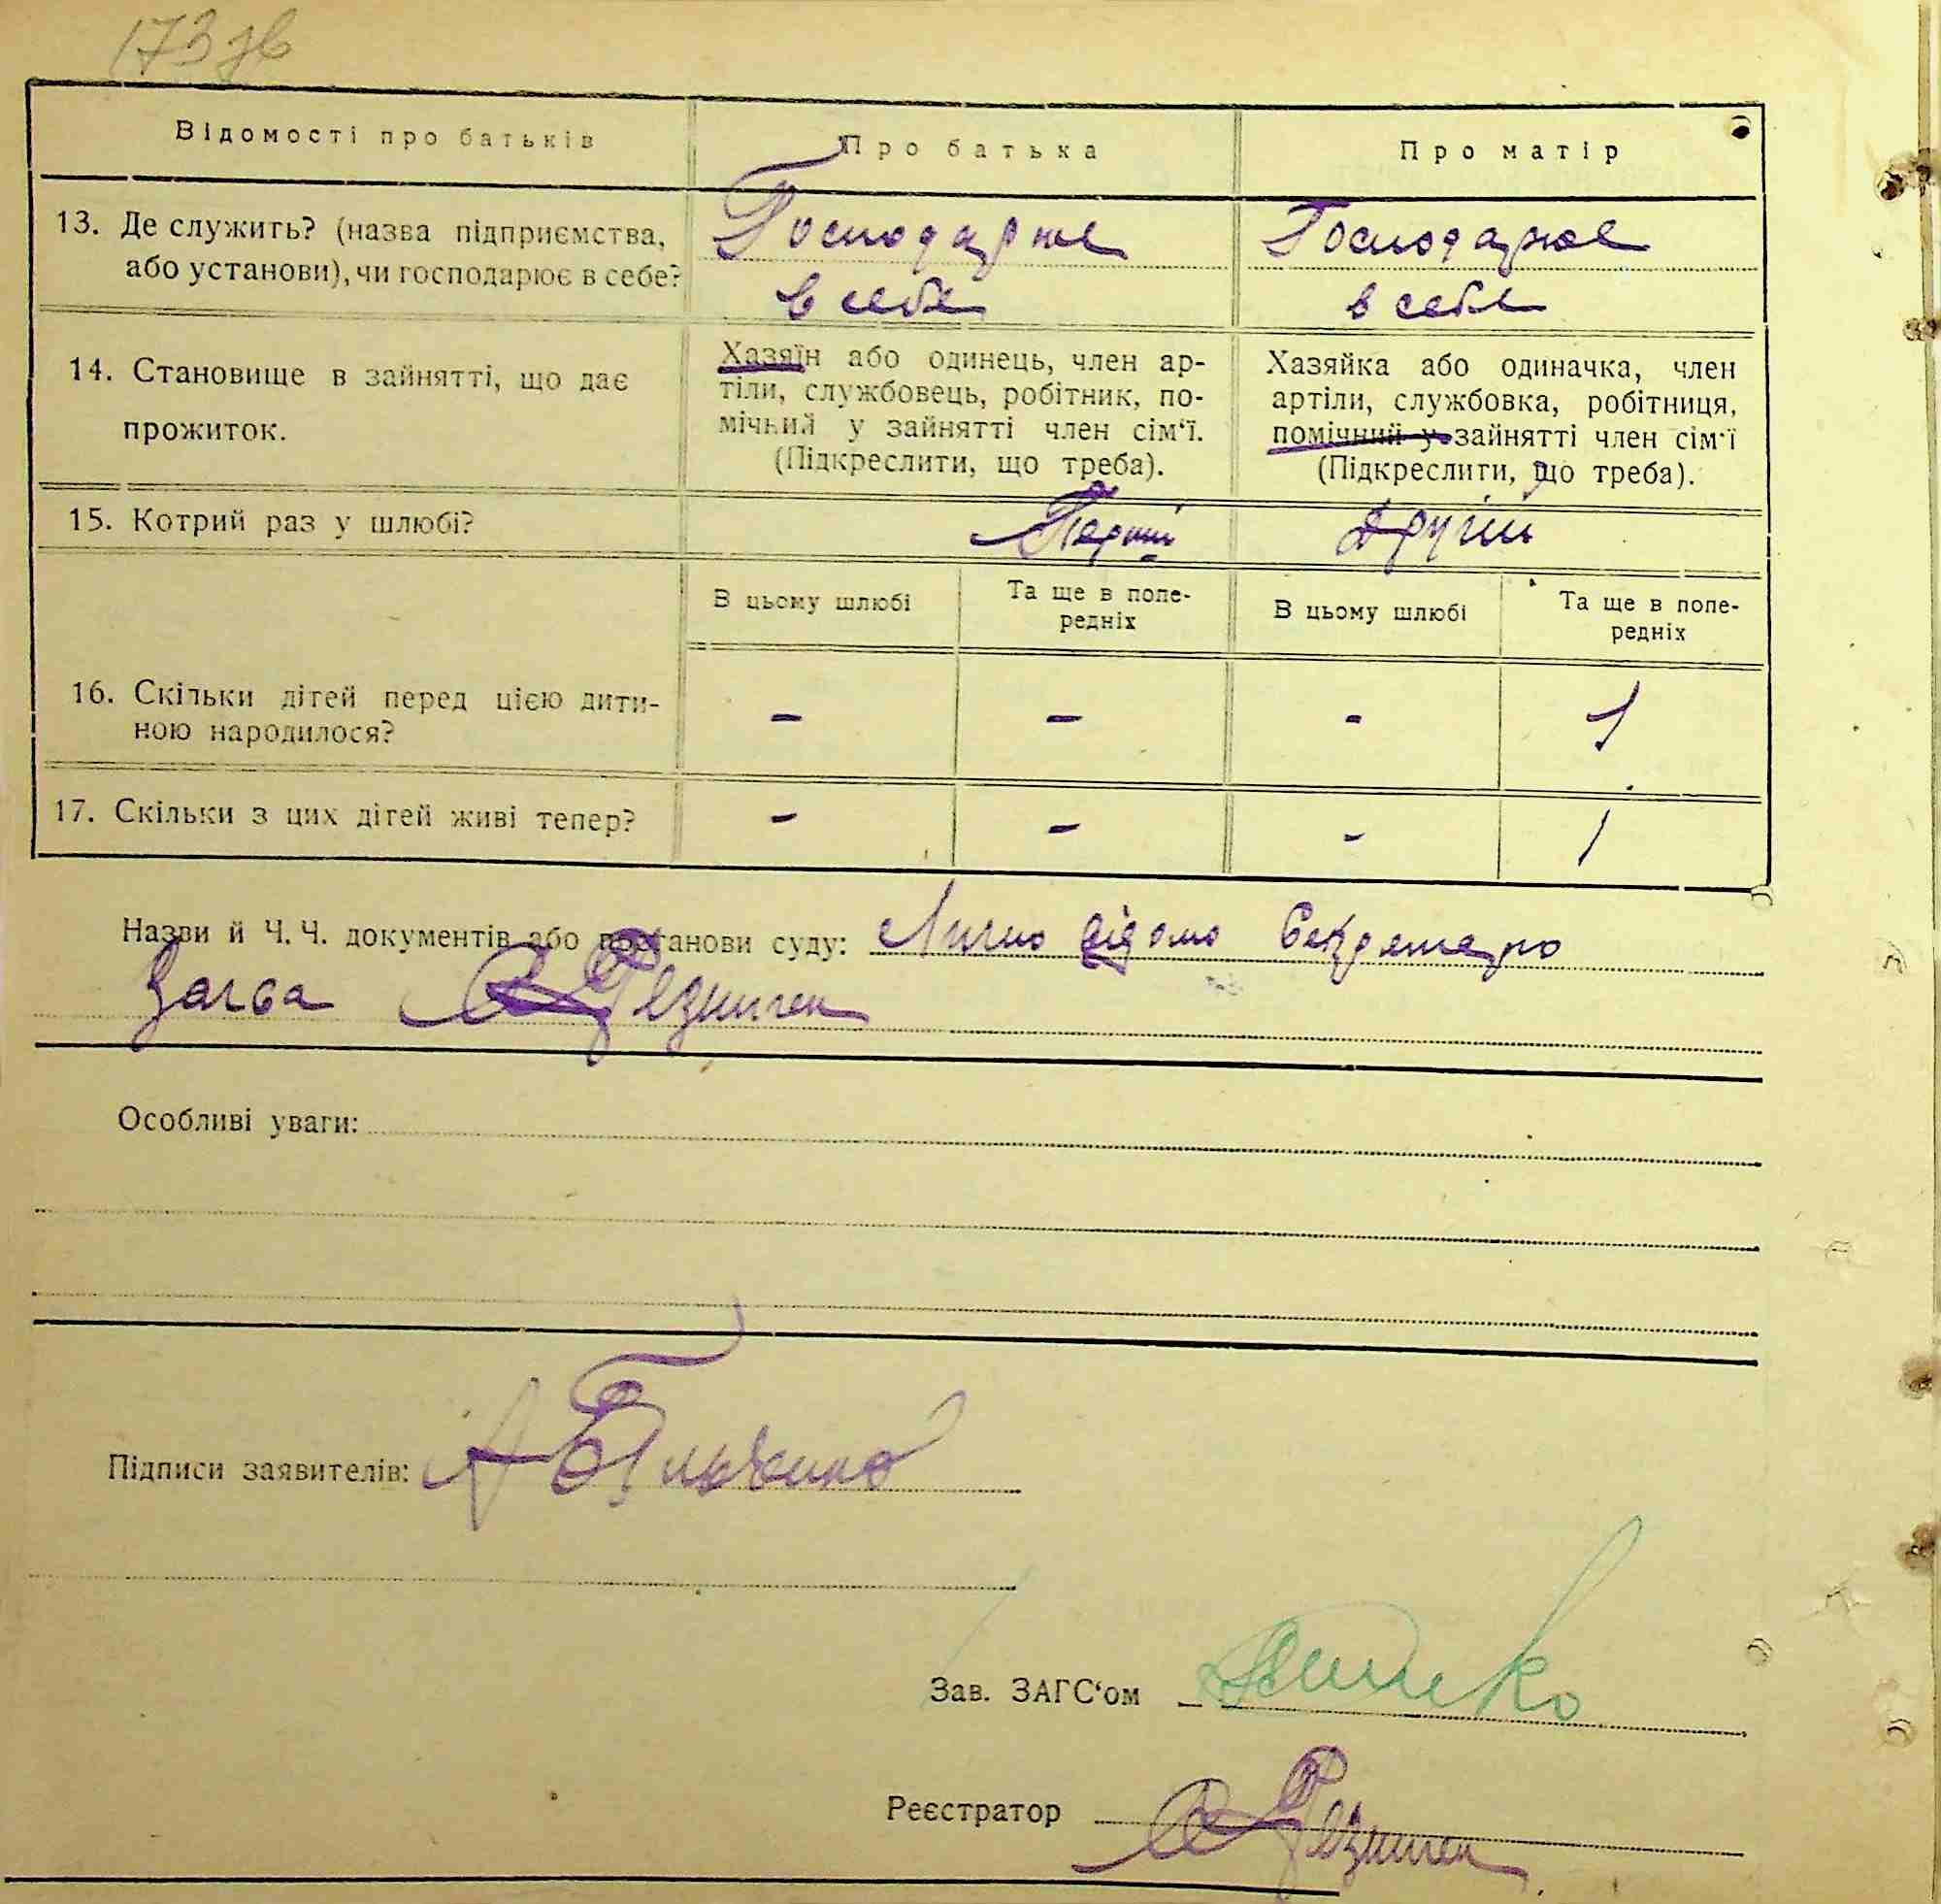 173 зв
Відомості про батьків Про батька Про матір
13. Де служить? (назва підприємства, або установи), чи господарює в себе?
Господарює в себе
Господарює в себе
14. Становище в зайнятті, що дає прожиток.
Хазяїн або одинець, член ар-
тіли, службовець, робітник, по-
мічний у зайнятті член сім‘ї.
(Підкреслити, що треба).
Хазяйка або одиначка, член
артіли, службовка, робітниця,
помічний у зайнятті член сім‘ї
(Підкреслити, що треба).
15. Котрий раз у шлюбі? Перший Другий
В цьому шлюбі Та ще в попе-
редніх В цьому шлюбі Та ще в попе-
редніх
16. Скільки дітей перед цією дити-
ною народилося? - - - 1
17. Скільки з цих дітей живі тепер? - - - 1
Назви й Ч. Ч. документів або постанови суду: Лично відомо Секретарю
Загса
Особливі уваги:
Підписи заявителів:
Зав. ЗАГС‘ом
Реєстратор